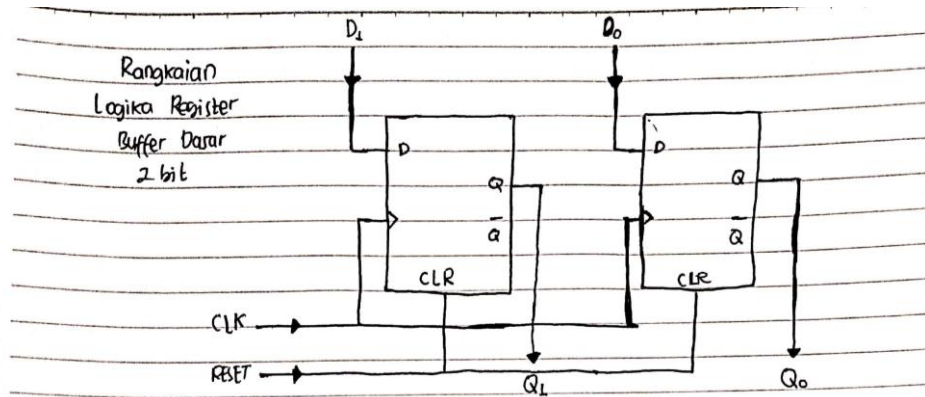 D₁
D₀
Rangkaian
Logika Register
Buffer Dasar
2 bit
D
D
Q
Q
Q̅
Q̅
CLR
CLR
CLK
RESET
Q₁
Q₀